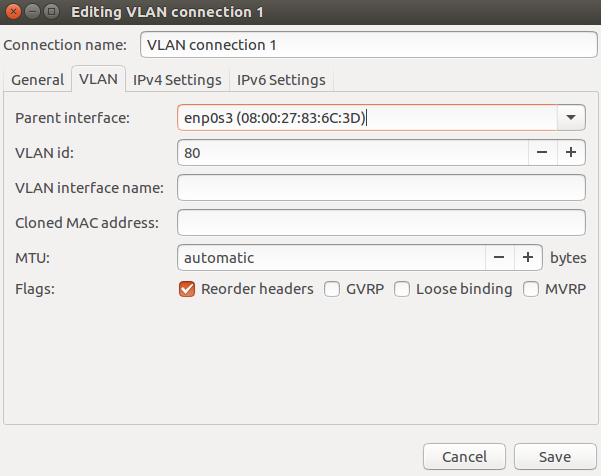 Editing VLAN connection 1
Connection name: VLAN connection 1
General VLAN IPv4 Settings IPv6 Settings
Parent interface: enp0s3 (08:00:27:83:6C:3D)
VLAN id: 80
VLAN interface name:
Cloned MAC address:
MTU: automatic bytes
Flags: Reorder headers GVRP Loose binding MVRP
Cancel Save